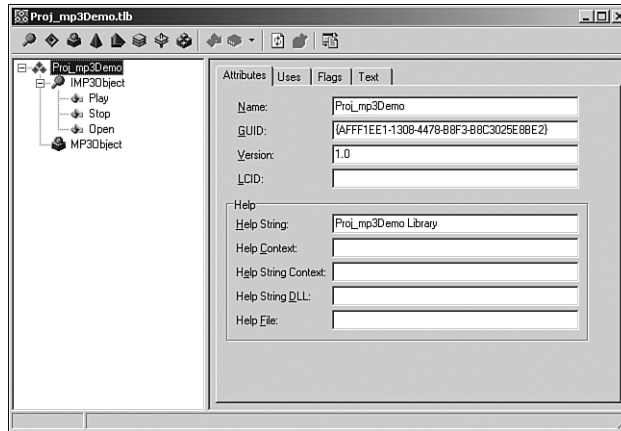 Proj_mp3Demo.tlb
Proj_mp3Demo
IMP3Object
Play
Stop
Open
MP3Object
Attributes Uses Flags Text
Name: Proj_mp3Demo
GUID: {AFFF1EE1-1308-4478-B8F3-B8C3025E8BE2}
Version: 1.0
LCID:
Help
Help String: Proj_mp3Demo Library
Help Context:
Help String Context:
Help String DLL:
Help File: